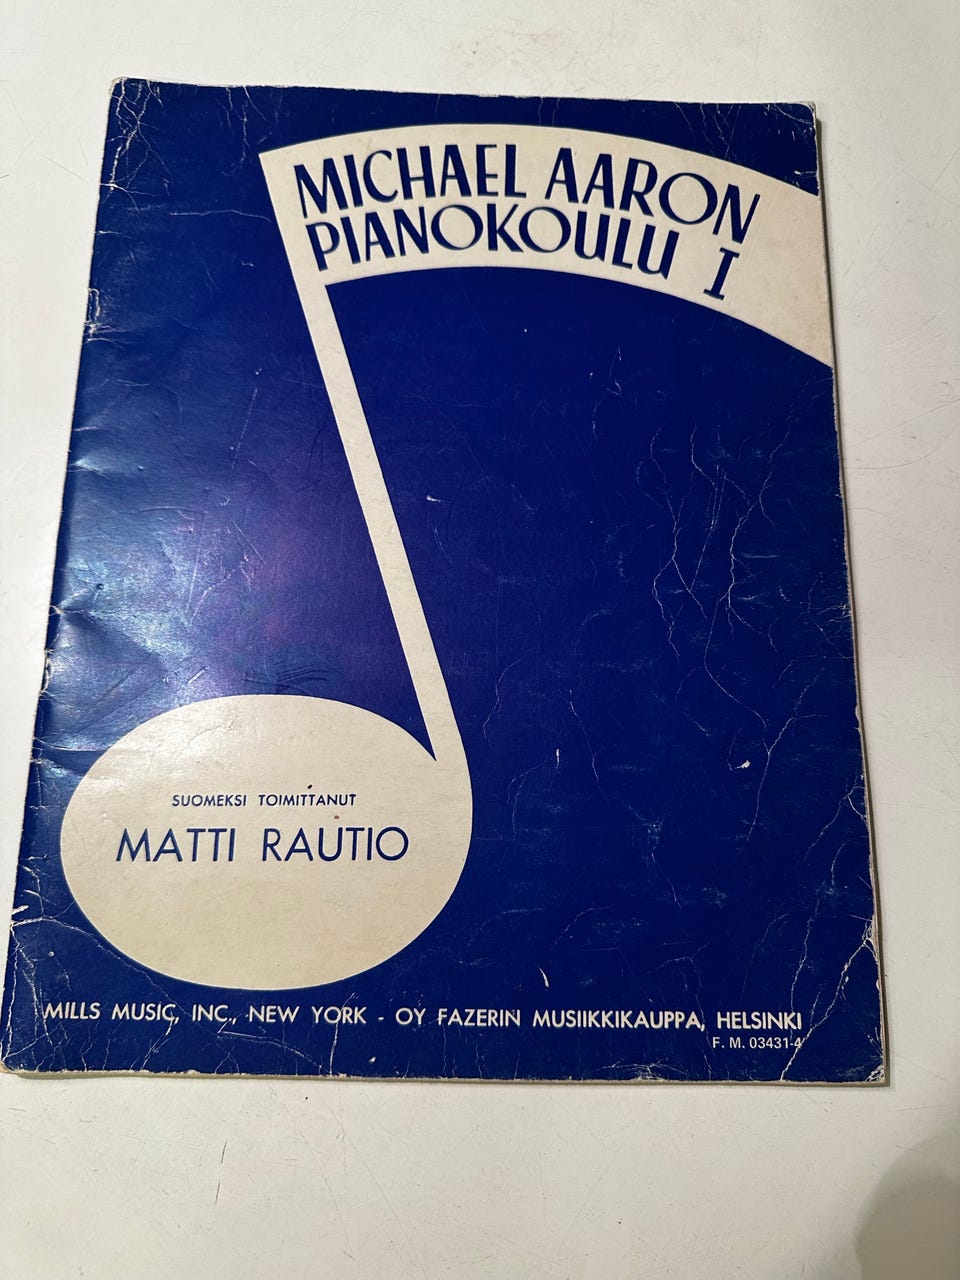 MICHAEL AARON
PIANOKOULU I
SUOMEKSI TOIMITTANUT
MATTI RAUTIO
MILLS MUSIC, INC., NEW YORK - OY FAZERIN MUSIIKKIKAUPPA, HELSINKI
F. M. 03431-4